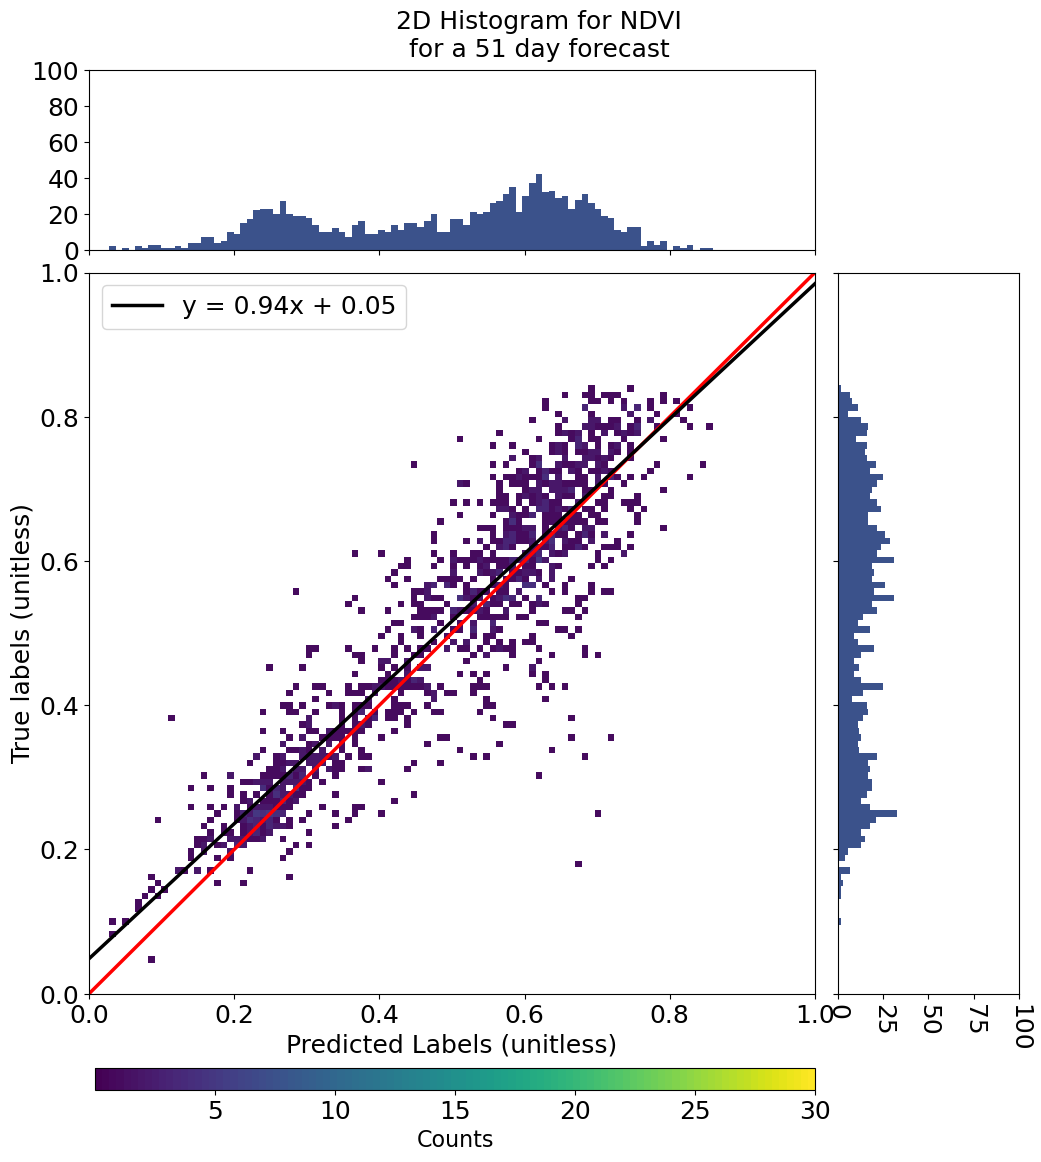 2D Histogram for NDVI
for a 51 day forecast
100
80
60
40
20
0
1.0
0.8
0.6
0.4
0.2
0.0
True labels (unitless)
y = 0.94x + 0.05
0.0 0.2 0.4 0.6 0.8 1.0
Predicted Labels (unitless)
0 25 50 75 100
5 10 15 20 25 30
Counts